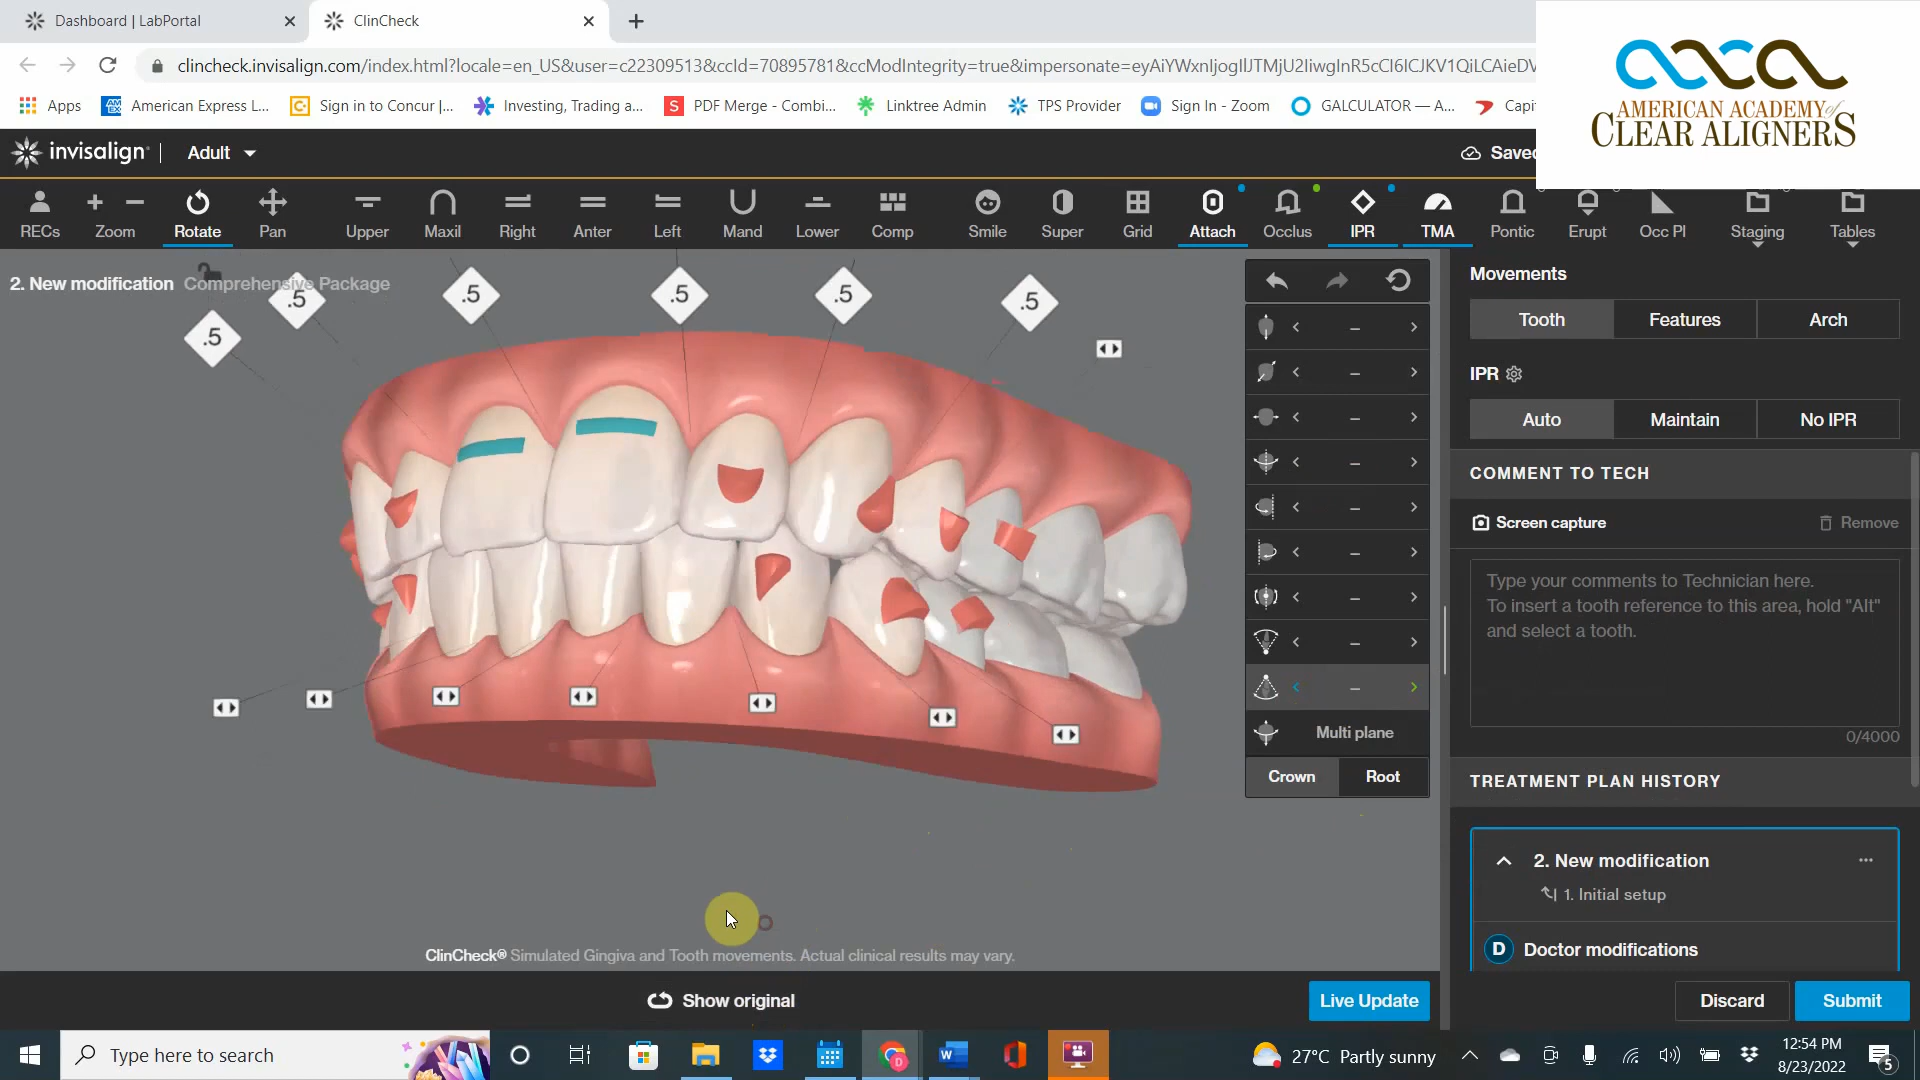 Dashboard | LabPortal
ClinCheck
clincheck.invisalign.com/index.html?locale=en_US&user=c22309513&ccId=70895781&ccModIntegrity=true&impersonate=
Apps
American Express L...
Sign in to Concur |...
Investing, Trading a...
PDF Merge - Combi...
Linktree Admin
TPS Provider
Sign In - Zoom
GALCULATOR — A...
Capi
AMERICAN ACADEMY of
CLEAR ALIGNERS
invisalign
Adult
Saved
RECs
Zoom
Rotate
Pan
Upper
Maxil
Right
Anter
Left
Mand
Lower
Comp
Smile
Super
Grid
Attach
Occlus
IPR
TMA
Pontic
Erupt
Occ Pl
Staging
Tables
2. New modification Comprehensive Package
.5
.5
.5
.5
.5
.5
Multi plane
Crown
Root
Movements
Tooth
Features
Arch
IPR
Auto
Maintain
No IPR
COMMENT TO TECH
Screen capture
Remove
Type your comments to Technician here.
To insert a tooth reference to this area, hold "Alt"
and select a tooth.
0/4000
TREATMENT PLAN HISTORY
2. New modification
1. Initial setup
D Doctor modifications
ClinCheck® Simulated Gingiva and Tooth movements. Actual clinical results may vary.
Show original
Live Update
Discard
Submit
Type here to search
27°C Partly sunny
12:54 PM
8/23/2022
5